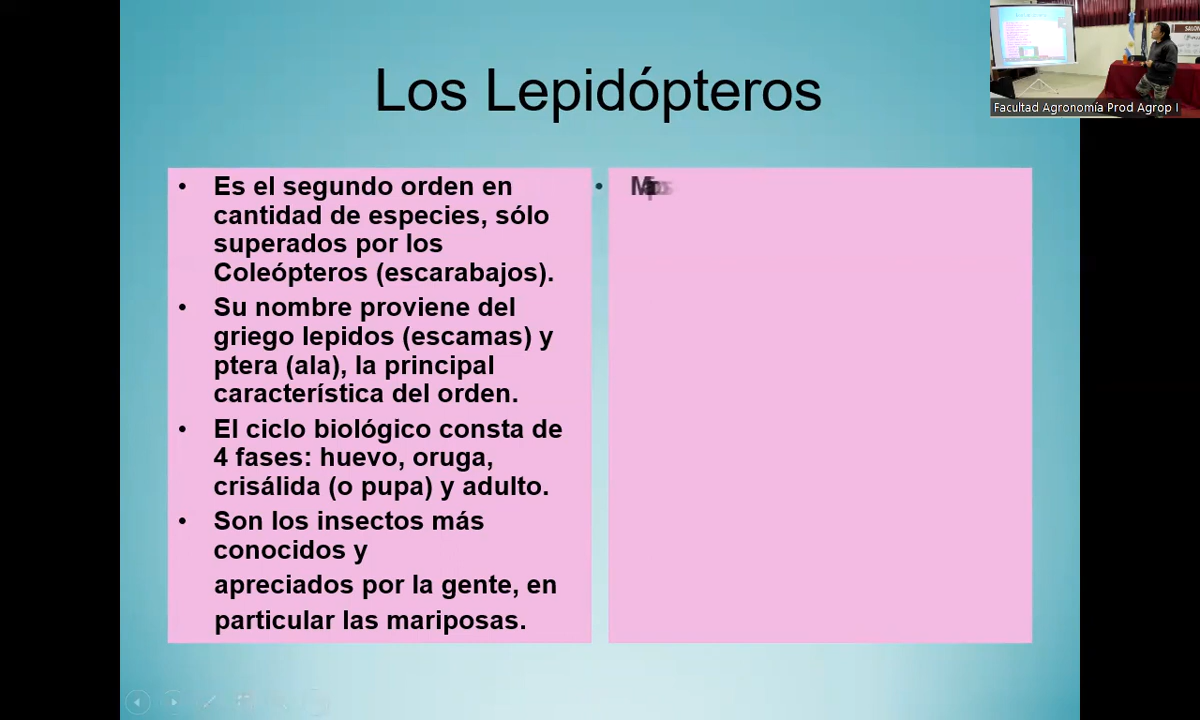 Los Lepidópteros
• Es el segundo orden en
cantidad de especies, sólo
superados por los
Coleópteros (escarabajos).
• Su nombre proviene del
griego lepidos (escamas) y
ptera (ala), la principal
característica del orden.
• El ciclo biológico consta de
4 fases: huevo, oruga,
crisálida (o pupa) y adulto.
• Son los insectos más
conocidos y
apreciados por la gente, en
particular las mariposas.
Facultad Agronomía Prod Agrop I